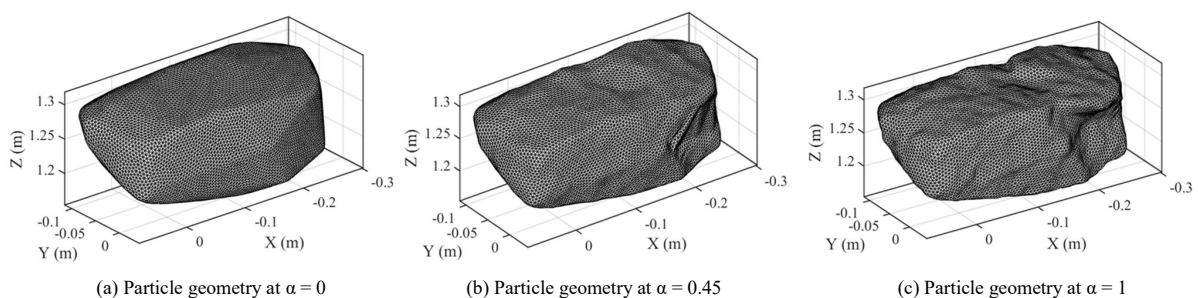 1.3
1.25
1.2
Z (m)
-0.1
-0.05
0
Y (m)
0
-0.1
-0.2
-0.3
X (m)
(a) Particle geometry at α = 0
1.3
1.25
1.2
Z (m)
-0.1
-0.05
0
Y (m)
0
-0.1
-0.2
-0.3
X (m)
(b) Particle geometry at α = 0.45
1.3
1.25
1.2
Z (m)
-0.1
-0.05
0
Y (m)
0
-0.1
-0.2
-0.3
X (m)
(c) Particle geometry at α = 1